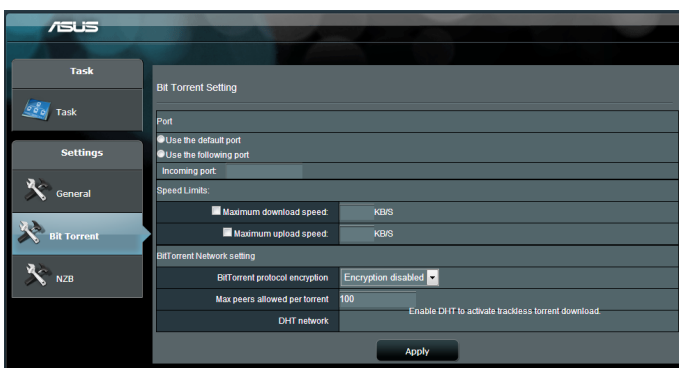 ASUS
Task
Task
Settings
General
Bit Torrent
NZB
Bit Torrent Setting
Port
Use the default port
Use the following port
Incoming port:
Speed Limits:
Maximum download speed: KB/S
Maximum upload speed: KB/S
BitTorrent Network setting
BitTorrent protocol encryption Encryption disabled
Max peers allowed per torrent 100
DHT network Enable DHT to activate trackless torrent download.
Apply